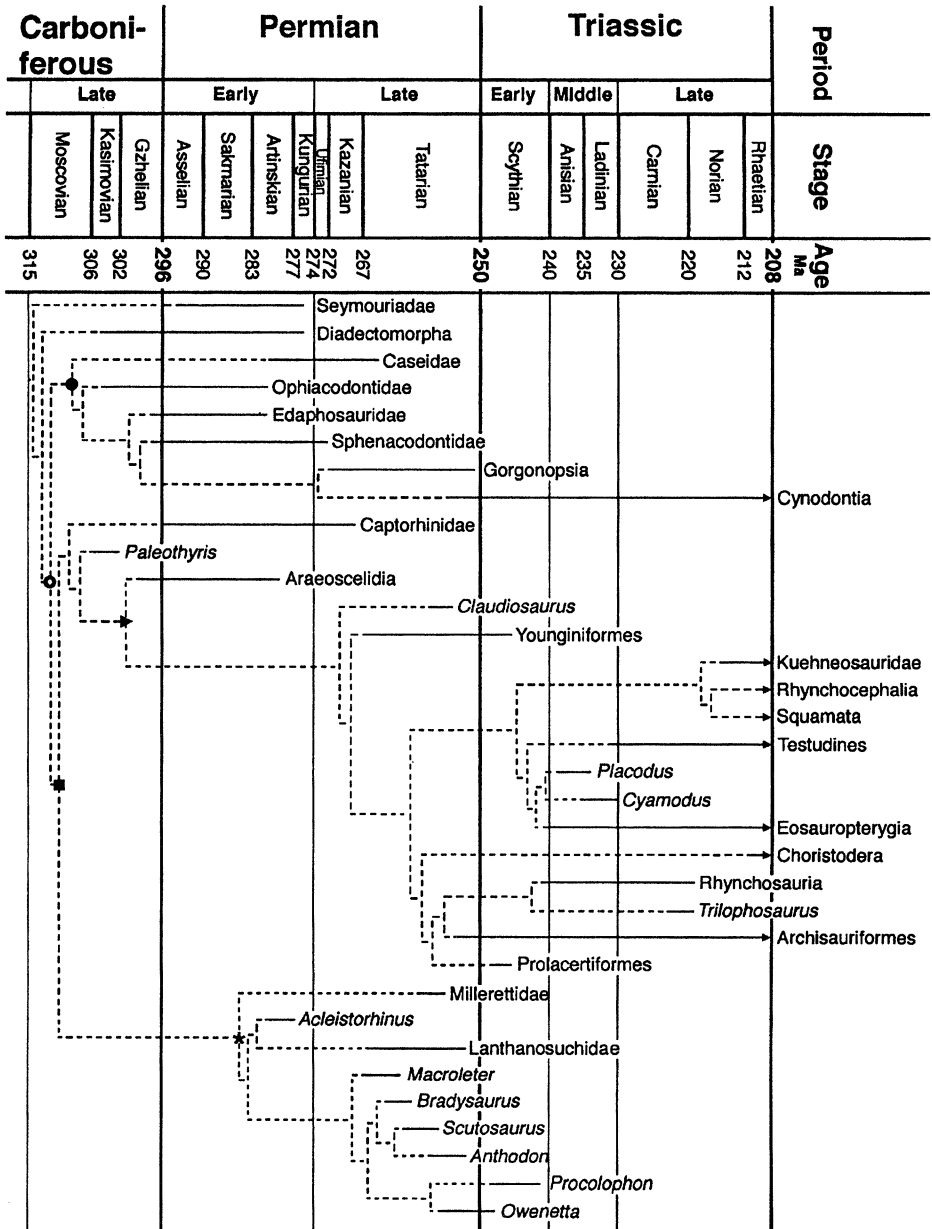 Carboni-
ferous
Permian
Triassic
Period
Late
Early
Late
Early
Middle
Late
Moscovian
Kasimovian
Gzhelian
Asselian
Sakmarian
Artinskian
Kungurian
Ufimian
Kazanian
Tatarian
Scythian
Anisian
Ladinian
Carnian
Norian
Rhaetian
Stage
315
306
302
296
290
283
277
274
272
267
250
240
235
230
220
212
208
Age
Ma
Seymouriadae
Diadectomorpha
Caseidae
Ophiacodontidae
Edaphosauridae
Sphenacodontidae
Gorgonopsia
Cynodontia
Captorhinidae
Paleothyris
Araeoscelidia
Claudiosaurus
Younginiformes
Kuehneosauridae
Rhynchocephalia
Squamata
Testudines
Placodus
Cyamodus
Eosauropterygia
Choristodera
Rhynchosauria
Trilophosaurus
Archisauriformes
Prolacertiformes
Millerettidae
Acleistorhinus
Lanthanosuchidae
Macroleter
Bradysaurus
Scutosaurus
Anthodon
Procolophon
Owenetta